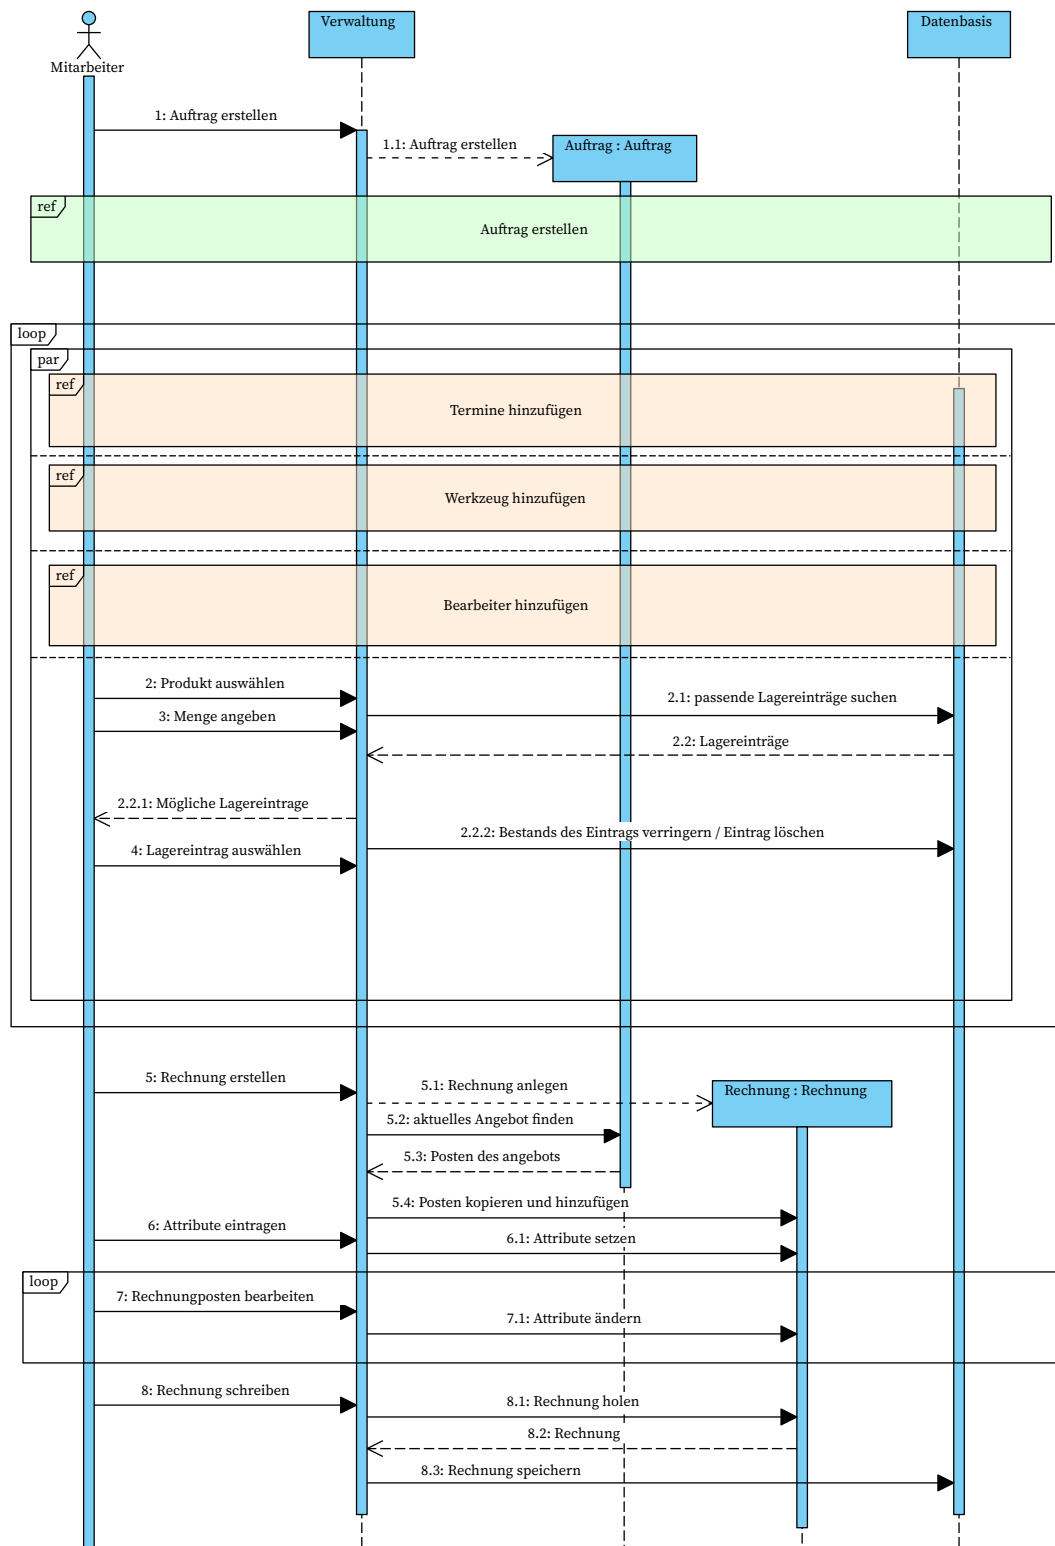 Verwaltung
Datenbasis
Mitarbeiter
1: Auftrag erstellen
1.1: Auftrag erstellen
Auftrag : Auftrag
ref
Auftrag erstellen
loop
par
ref
Termine hinzufügen
ref
Werkzeug hinzufügen
ref
Bearbeiter hinzufügen
2: Produkt auswählen
2.1: passende Lagereinträge suchen
3: Menge angeben
2.2: Lagereinträge
2.2.1: Mögliche Lagereintrage
2.2.2: Bestands des Eintrags verringern / Eintrag löschen
4: Lagereintrag auswählen
5: Rechnung erstellen
5.1: Rechnung anlegen
Rechnung : Rechnung
5.2: aktuelles Angebot finden
5.3: Posten des angebots
5.4: Posten kopieren und hinzufügen
6: Attribute eintragen
6.1: Attribute setzen
loop
7: Rechnungposten bearbeiten
7.1: Attribute ändern
8: Rechnung schreiben
8.1: Rechnung holen
8.2: Rechnung
8.3: Rechnung speichern